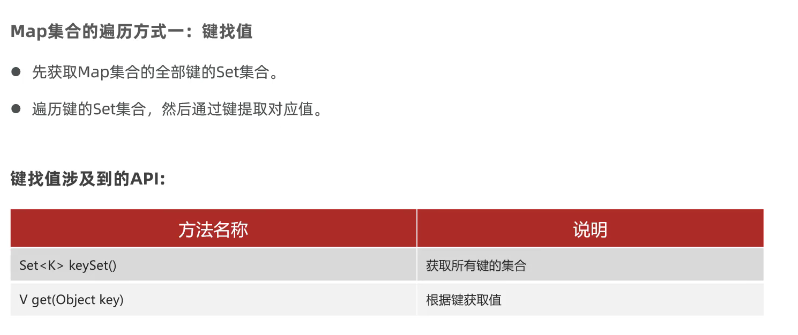 Map集合的遍历方式一：键找值
● 先获取Map集合的全部键的Set集合。
● 遍历键的Set集合，然后通过键提取对应值。
键找值涉及到的API:
方法名称 说明
Set<K> keySet() 获取所有键的集合
V get(Object key) 根据键获取值